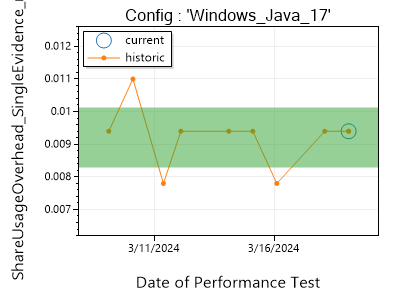 Config : 'Windows_Java_17'
current
historic
0.012
0.011
0.01
0.009
0.008
0.007
ShareUsageOverhead_SingleEvidence_
3/11/2024
3/16/2024
Date of Performance Test